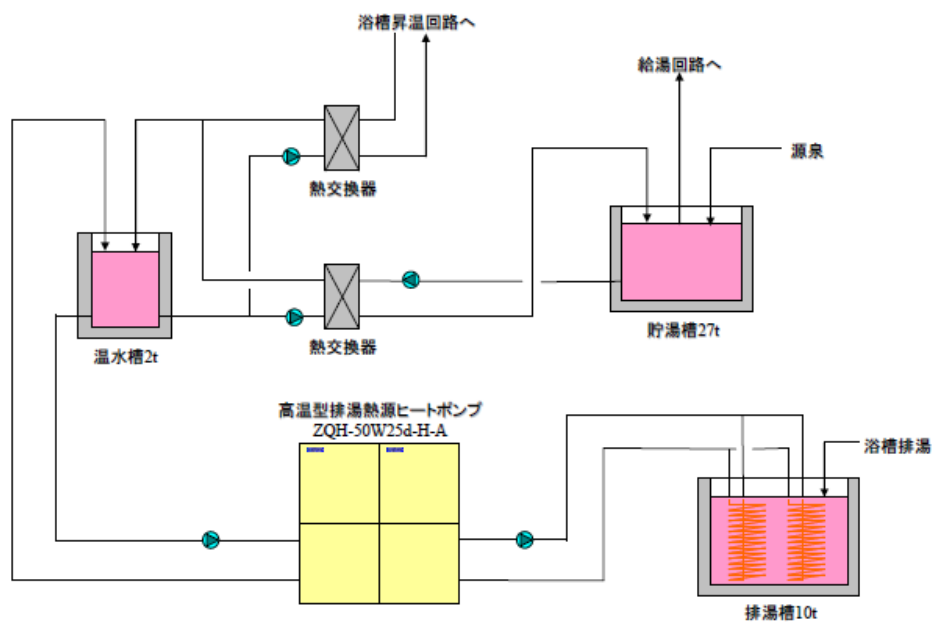 浴槽昇温回路へ
給湯回路へ
源泉
熱交換器
熱交換器
貯湯槽27t
温水槽2t
高温型排湯熱源ヒートポンプ
ZQH-50W25d-H-A
浴槽排湯
排湯槽10t